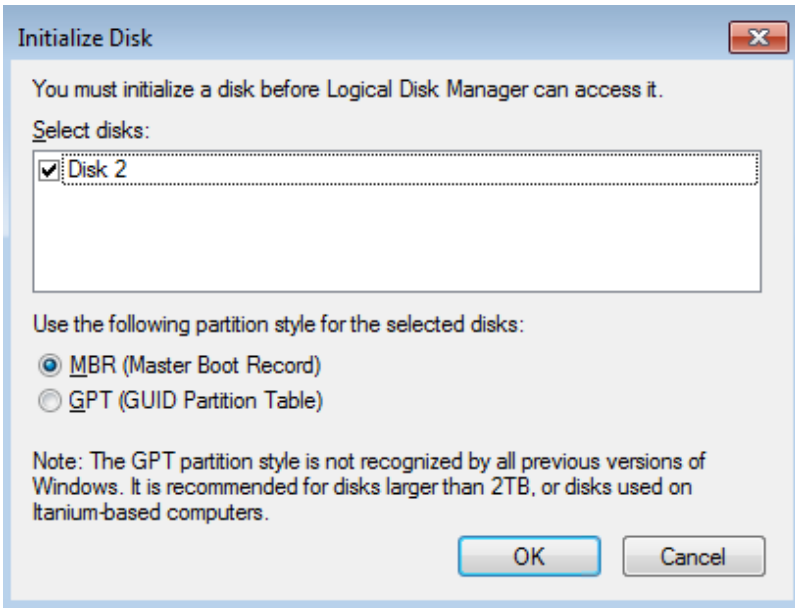 Initialize Disk
You must initialize a disk before Logical Disk Manager can access it.
Select disks:
Disk 2
Use the following partition style for the selected disks:
MBR (Master Boot Record)
GPT (GUID Partition Table)
Note: The GPT partition style is not recognized by all previous versions of
Windows. It is recommended for disks larger than 2TB, or disks used on
Itanium-based computers.
OK Cancel